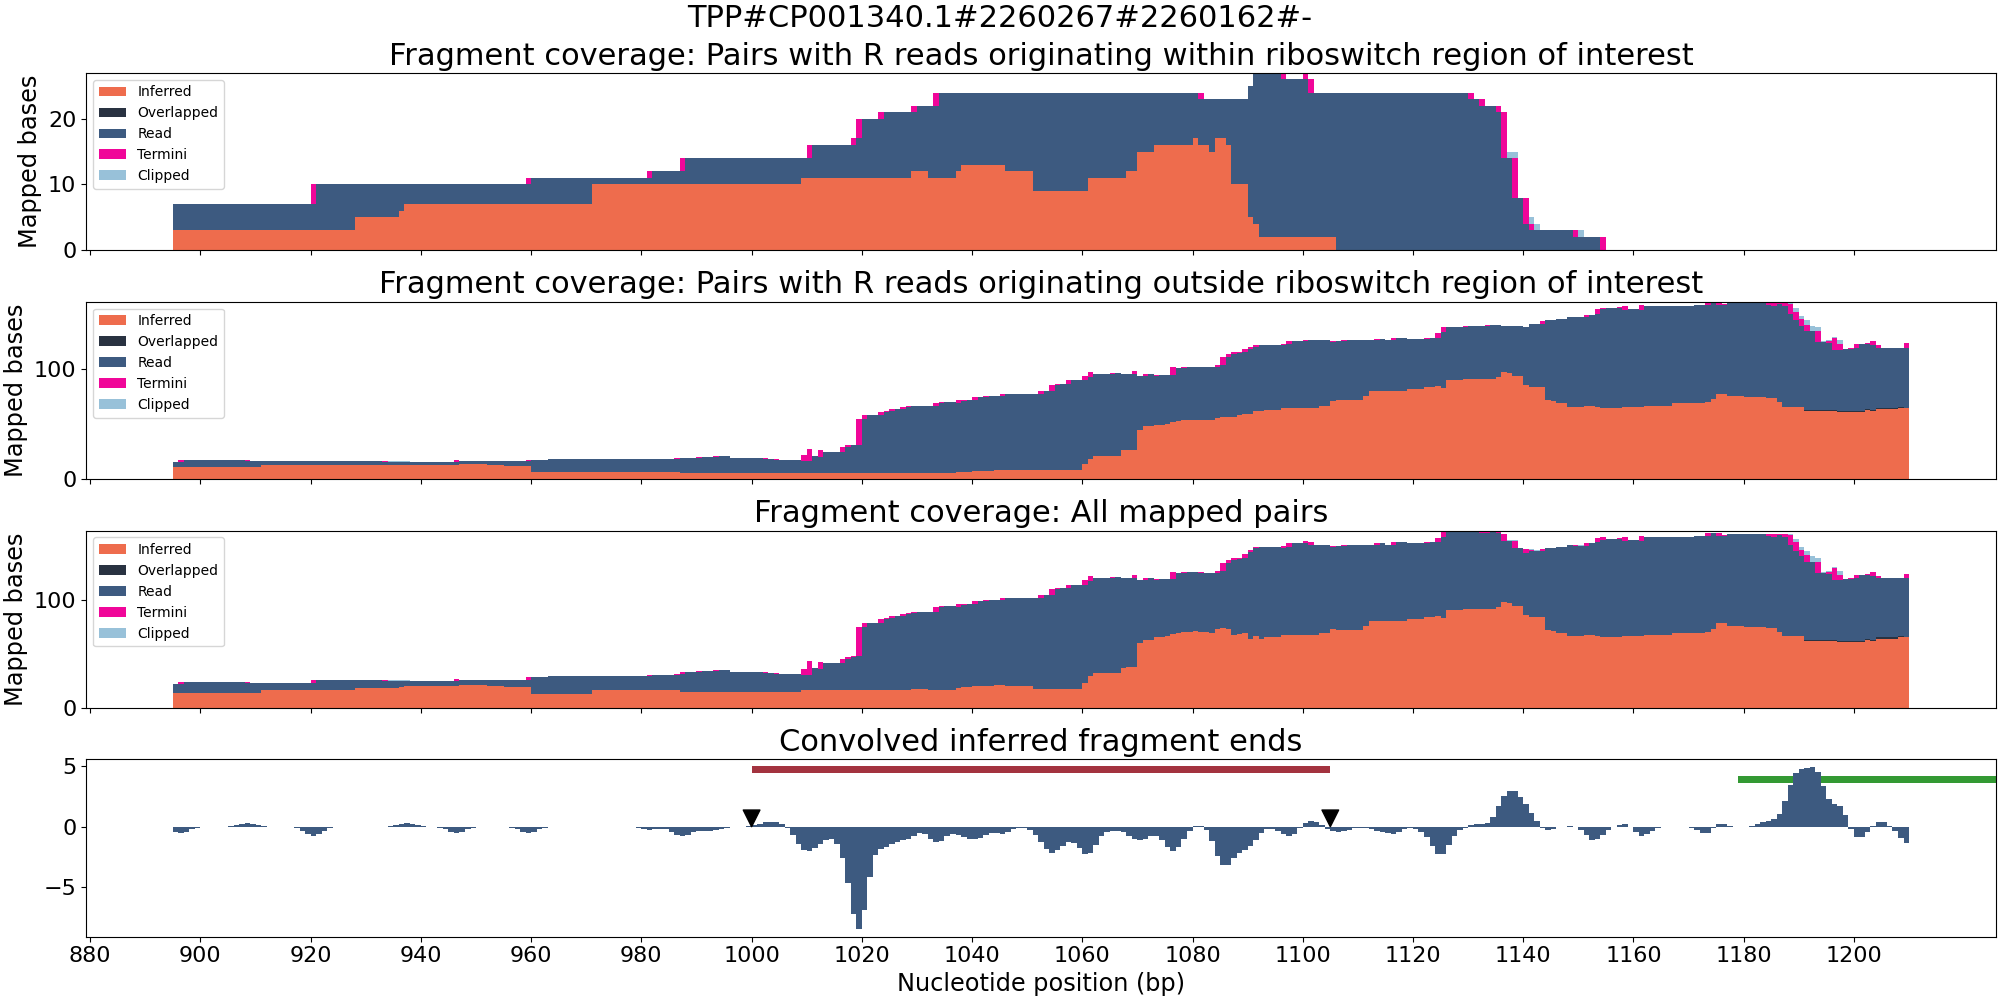 TPP#CP001340.1#2260267#2260162#-
Fragment coverage: Pairs with R reads originating within riboswitch region of interest
Mapped bases
20
10
0
Inferred
Overlapped
Read
Termini
Clipped
Fragment coverage: Pairs with R reads originating outside riboswitch region of interest
Mapped bases
100
0
Inferred
Overlapped
Read
Termini
Clipped
Fragment coverage: All mapped pairs
Mapped bases
100
0
Inferred
Overlapped
Read
Termini
Clipped
Convolved inferred fragment ends
5
0
−5
880 900 920 940 960 980 1000 1020 1040 1060 1080 1100 1120 1140 1160 1180 1200
Nucleotide position (bp)